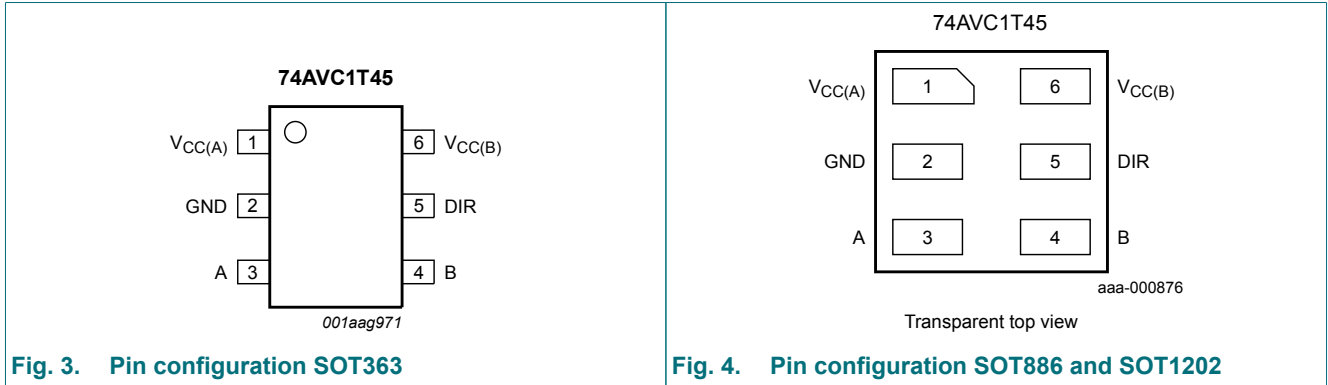 74AVC1T45
VCC(A) 1 6 VCC(B)
GND 2 5 DIR
A 3 4 B
001aag971
Fig. 3. Pin configuration SOT363
74AVC1T45
VCC(A) 1 6 VCC(B)
GND 2 5 DIR
A 3 4 B
aaa-000876
Transparent top view
Fig. 4. Pin configuration SOT886 and SOT1202